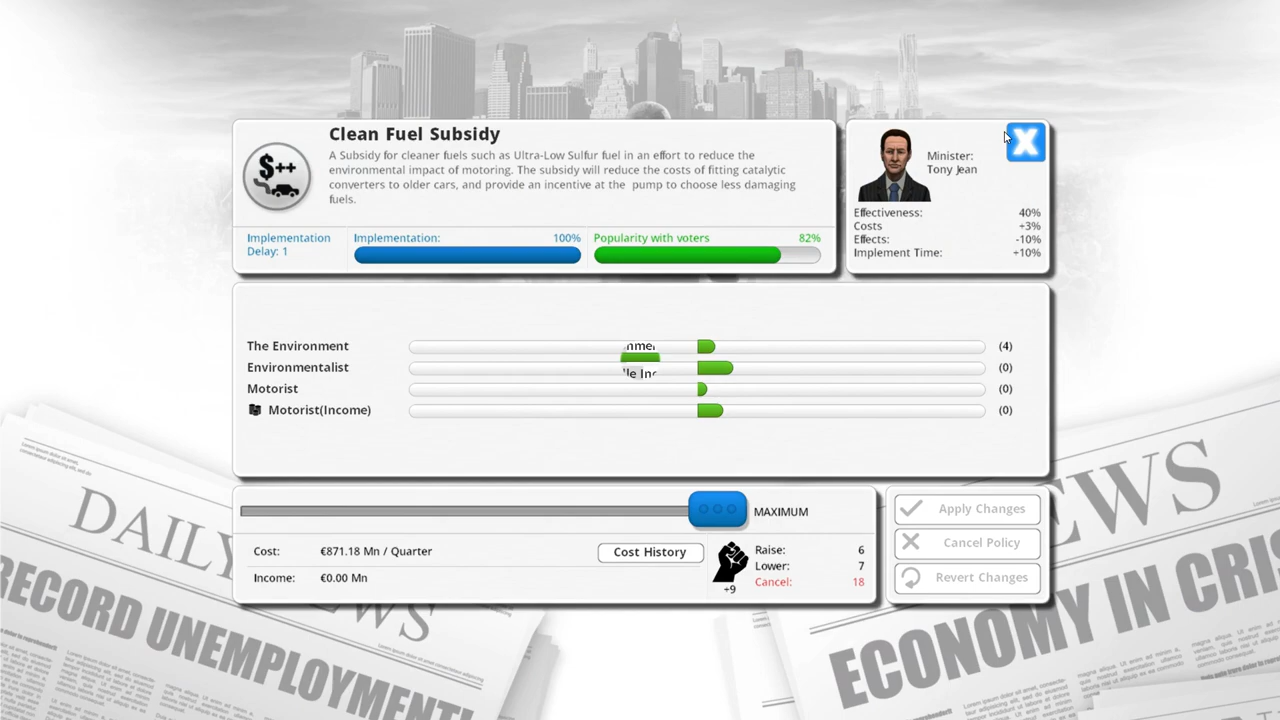 Clean Fuel Subsidy
A Subsidy for cleaner fuels such as Ultra-Low Sulfur fuel in an effort to reduce the
environmental impact of motoring. The subsidy will reduce the costs of fitting catalytic
converters to older cars, and provide an incentive at the pump to choose less damaging
fuels.
Implementation
Delay: 1
Implementation: 100%
Popularity with voters 82%
Minister:
Tony Jean
X
Effectiveness: 40%
Costs +3%
Effects: -10%
Implement Time: +10%
The Environment (4)
Environmentalist (0)
Motorist (0)
Motorist(Income) (0)
$++
MAXIMUM
Cost: €871.18 Mn / Quarter
Cost History
Income: €0.00 Mn
+9
Raise: 6
Lower: 7
Cancel: 18
Apply Changes
Cancel Policy
Revert Changes
DAILY
EWS
RECORD UNEMPLOYMENT!
EWS
ECONOMY IN CRIS